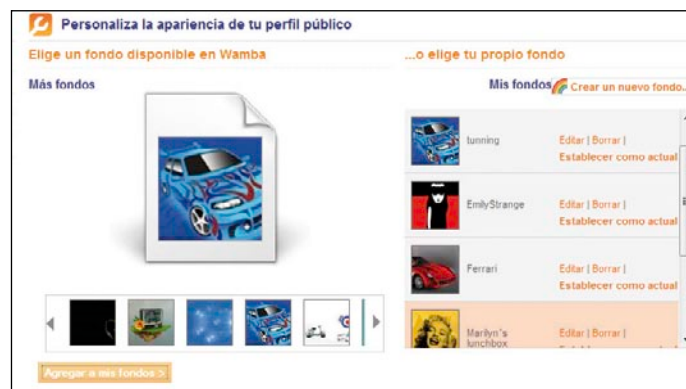 Personaliza la apariencia de tu perfil público
Elige un fondo disponible en Wamba
...o elige tu propio fondo
Más fondos
Mis fondos Crear un nuevo fondo..
tunning
Editar | Borrar |
Establecer como actual
EmilyStrange
Editar | Borrar |
Establecer como actual
Ferrari
Editar | Borrar |
Establecer como actual
Marilyn's
lunchbox
Editar | Borrar |
Agregar a mis fondos >